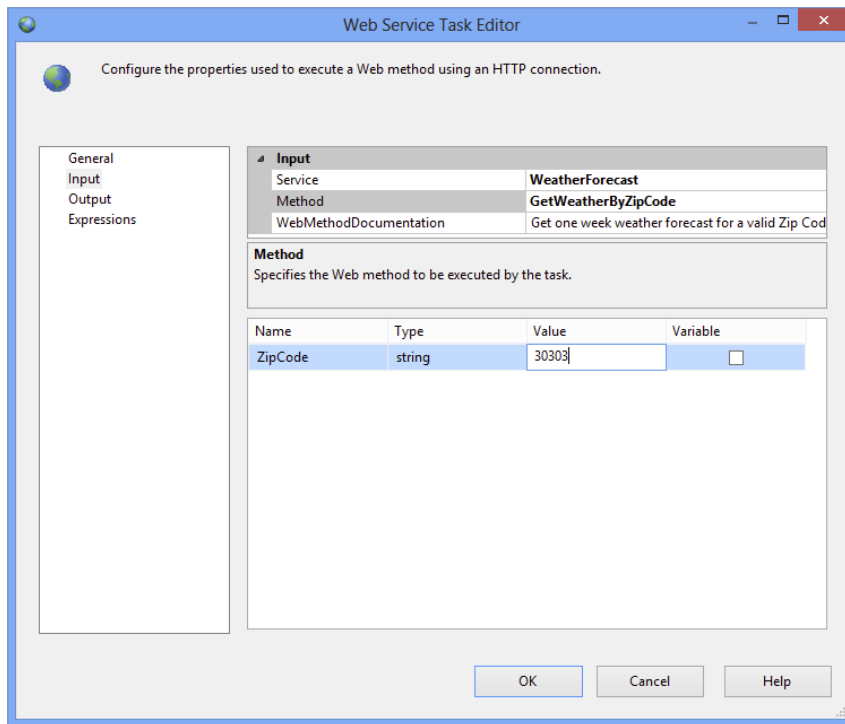 Web Service Task Editor
Configure the properties used to execute a Web method using an HTTP connection.
General
Input
Output
Expressions
Input
Service WeatherForecast
Method GetWeatherByZipCode
WebMethodDocumentation Get one week weather forecast for a valid Zip Cod
Method
Specifies the Web method to be executed by the task.
Name Type Value Variable
ZipCode string 30303
OK Cancel Help